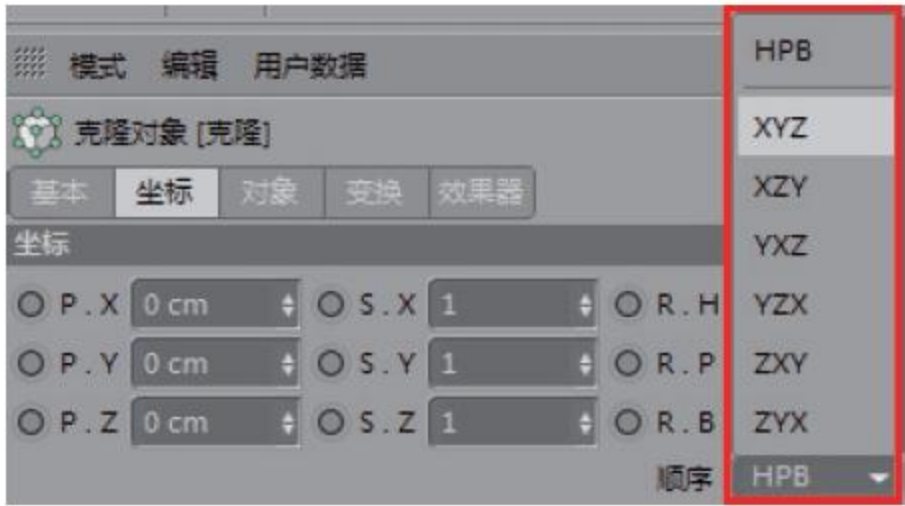 模式 编辑 用户数据
克隆对象 [克隆]
基本 坐标 对象 变换 效果器
坐标
P . X 0 cm S . X 1 R . H
P . Y 0 cm S . Y 1 R . P
P . Z 0 cm S . Z 1 R . B
顺序 HPB
HPB
XYZ
XZY
YXZ
YZX
ZXY
ZYX